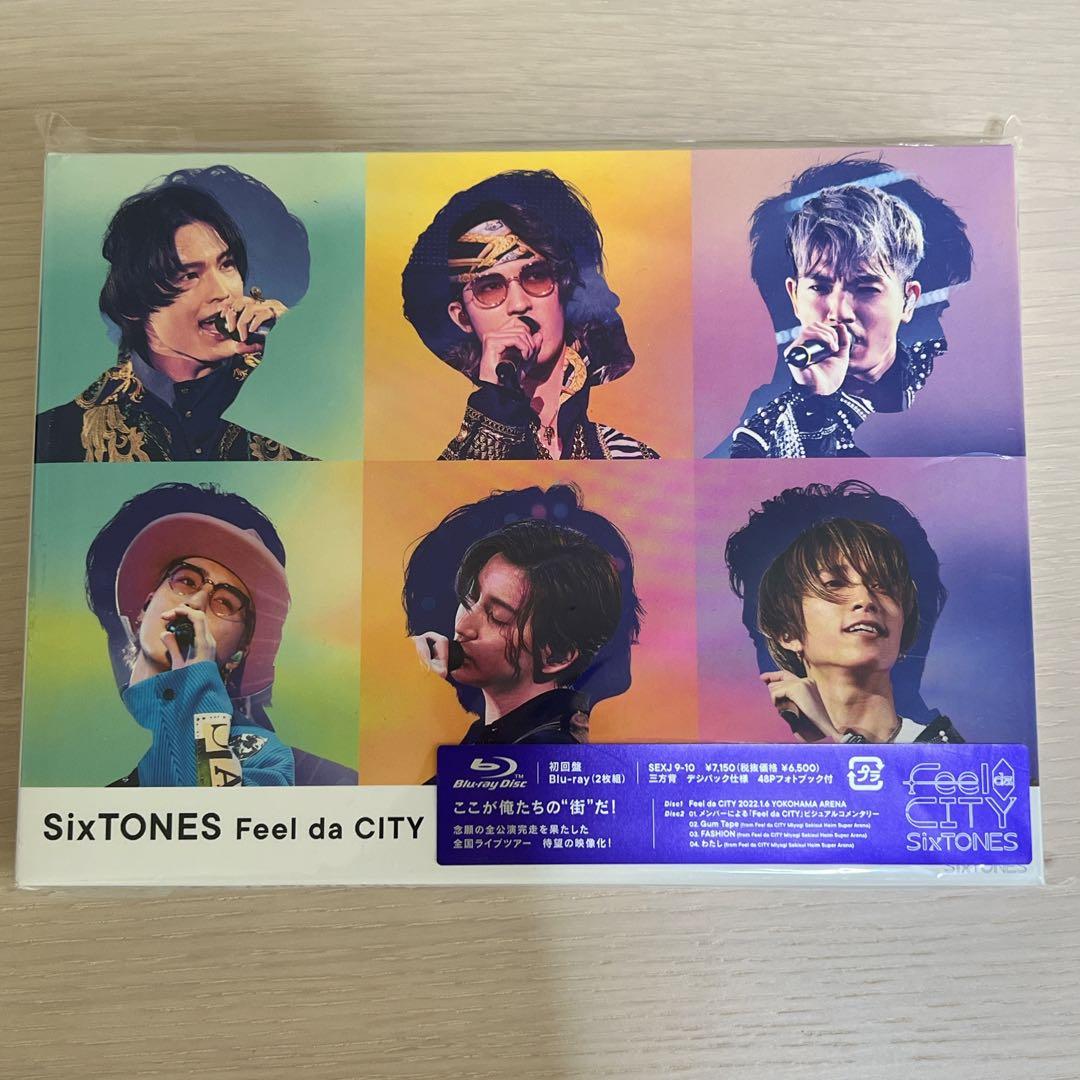 SixTONES Feel da CITY
Blu-ray Disc™
初回盤
Blu-ray(2枚組)
SEXJ 9-10 ¥7,150(税抜価格 ¥6,500)
三方背 デジパック仕様 48Pフォトブック付
プラ
ここが俺たちの“街”だ!
念願の全公演完走を果たした
全国ライブツアー 待望の映像化!
Disc1 Feel da CITY 2022.1.6 YOKOHAMA ARENA
Disc2 01. メンバーによる「Feel da CITY」ビジュアルコメンタリー
02. Gum Tape (from Feel da CITY Miyagi Sekisui Heim Super Arena)
03. FASHION (from Feel da CITY Miyagi Sekisui Heim Super Arena)
04. わたし (from Feel da CITY Miyagi Sekisui Heim Super Arena)
Feel da
CITY
SixTONES
SixTONES